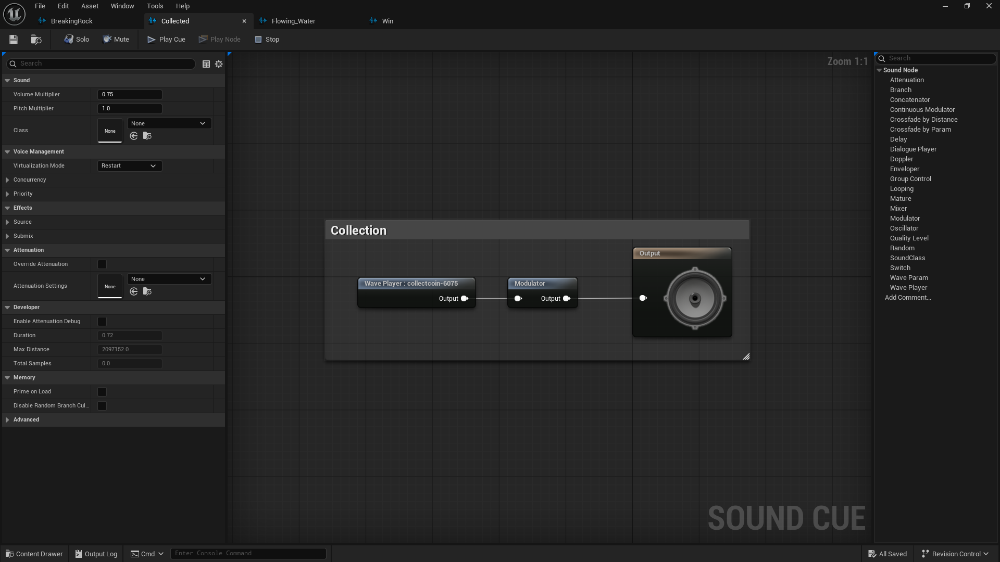 File Edit Asset Window Tools Help
BreakingRock Collected Flowing_Water Win
Solo Mute Play Cue Play Node Stop
Search
Sound
Volume Multiplier 0.75
Pitch Multiplier 1.0
Class None None
Voice Management
Virtualization Mode Restart
Concurrency
Priority
Effects
Source
Submix
Attenuation
Override Attenuation
Attenuation Settings None None
Developer
Enable Attenuation Debug
Duration 0.72
Max Distance 2097152.0
Total Samples 0.0
Memory
Prime on Load
Disable Random Branch Cul...
Advanced
Zoom 1:1
Collection
Wave Player : collectcoin-6075
Output
Modulator
Output
Output
SOUND CUE
Search
Sound Node
Attenuation
Branch
Concatenator
Continuous Modulator
Crossfade by Distance
Crossfade by Param
Delay
Dialogue Player
Doppler
Enveloper
Group Control
Looping
Mature
Mixer
Modulator
Oscillator
Quality Level
Random
SoundClass
Switch
Wave Param
Wave Player
Add Comment...
Content Drawer Output Log Cmd Enter Console Command All Saved Revision Control